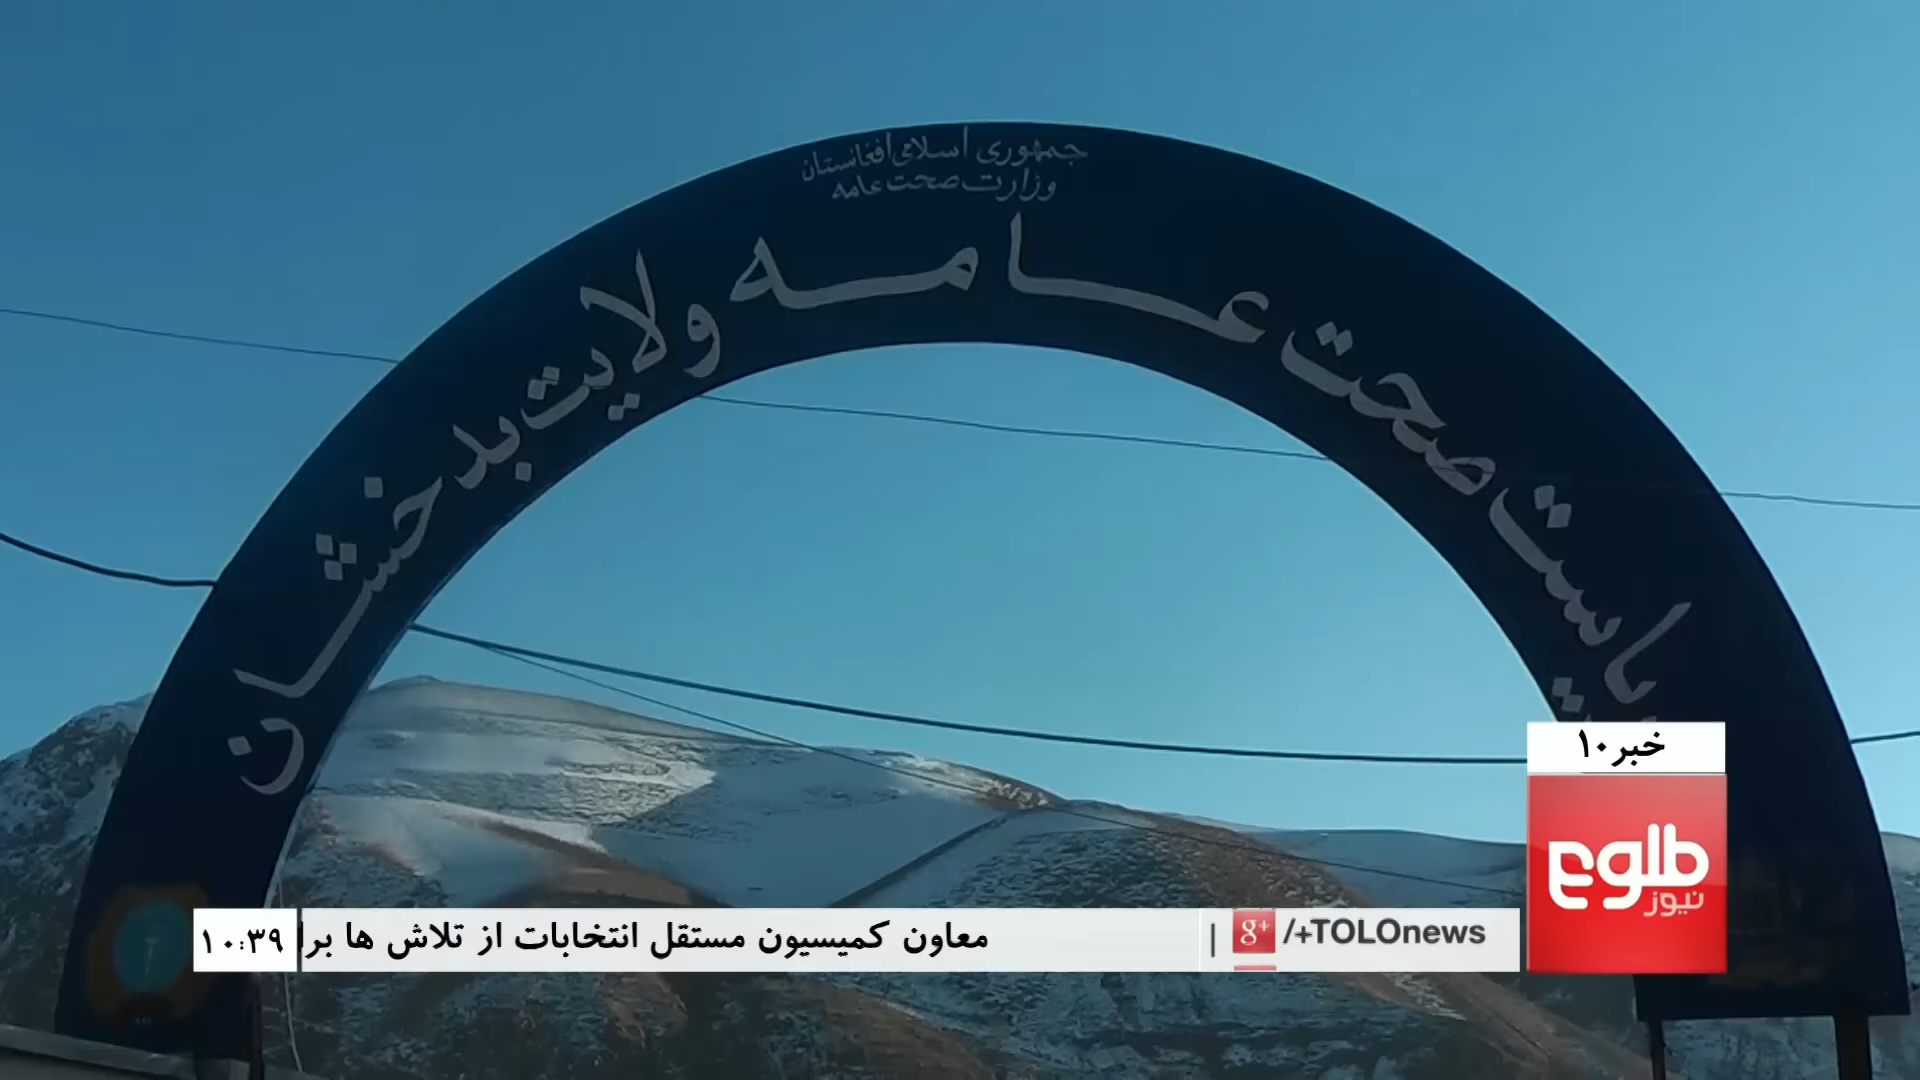 جمهوری اسلامی افغانستان
وزارت صحت عامه
ریاست صحت عامه ولایت بدخشان
خبر۱۰
طلوع
نیوز
۱۰:۳۹
معاون کمیسیون مستقل انتخابات از تلاش ها برا
| g+ /+TOLOnews